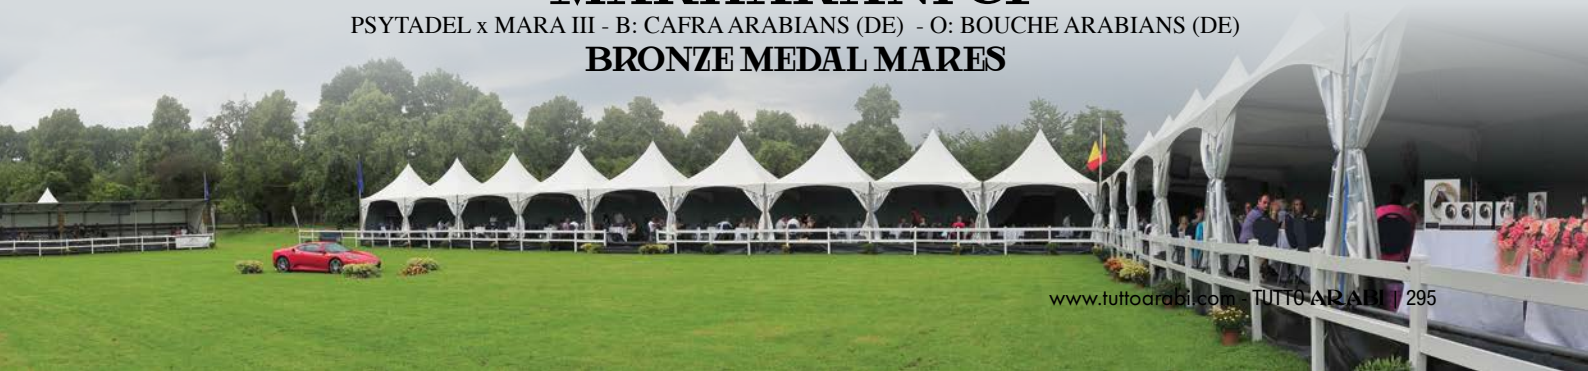 PSYTADEL x MARA III - B: CAFRA ARABIANS (DE) - O: BOUCHE ARABIANS (DE)
BRONZE MEDAL MARES
www.tuttoarabi.com - TUTTO ARABI | 295